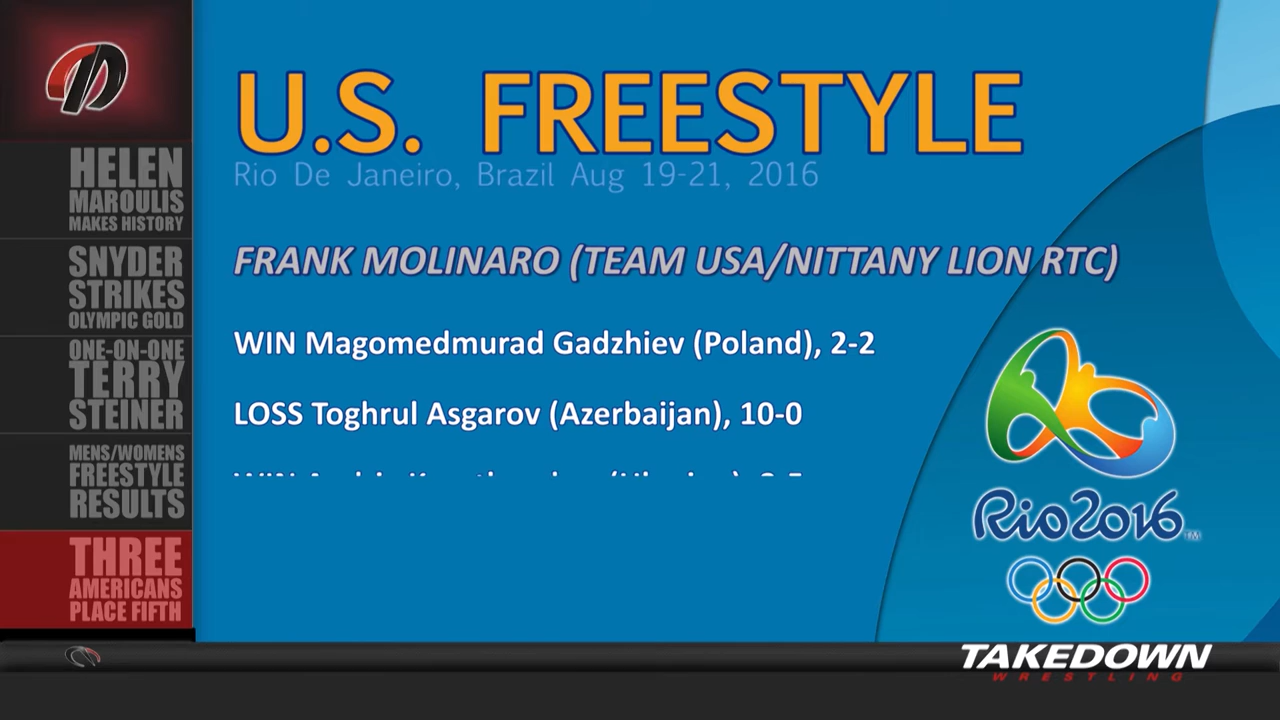 HELEN
MAROULIS
MAKES HISTORY
SNYDER
STRIKES
OLYMPIC GOLD
ONE-ON-ONE
TERRY
STEINER
MENS/WOMENS
FREESTYLE
RESULTS
THREE
AMERICANS
PLACE FIFTH
U.S. FREESTYLE
Rio De Janeiro, Brazil Aug 19-21, 2016
FRANK MOLINARO (TEAM USA/NITTANY LION RTC)
WIN Magomedmurad Gadzhiev (Poland), 2-2
LOSS Toghrul Asgarov (Azerbaijan), 10-0
Rio2016™
TAKEDOWN
WRESTLING